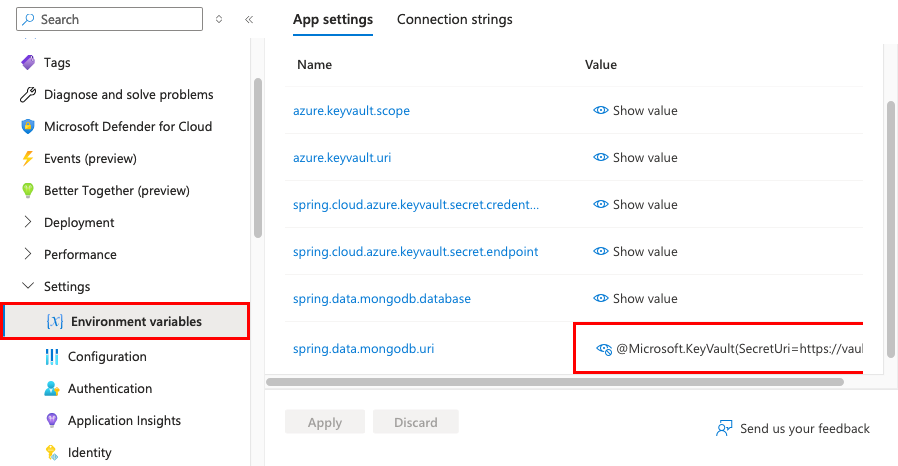 Search
App settings
Connection strings
Tags
Diagnose and solve problems
Microsoft Defender for Cloud
Events (preview)
Better Together (preview)
Deployment
Performance
Settings
{x} Environment variables
Configuration
Authentication
Application Insights
Identity
Name Value
azure.keyvault.scope Show value
azure.keyvault.uri Show value
spring.cloud.azure.keyvault.secret.credent... Show value
spring.cloud.azure.keyvault.secret.endpoint Show value
spring.data.mongodb.database Show value
spring.data.mongodb.uri @Microsoft.KeyVault(SecretUri=https://vau
Apply
Discard
Send us your feedback